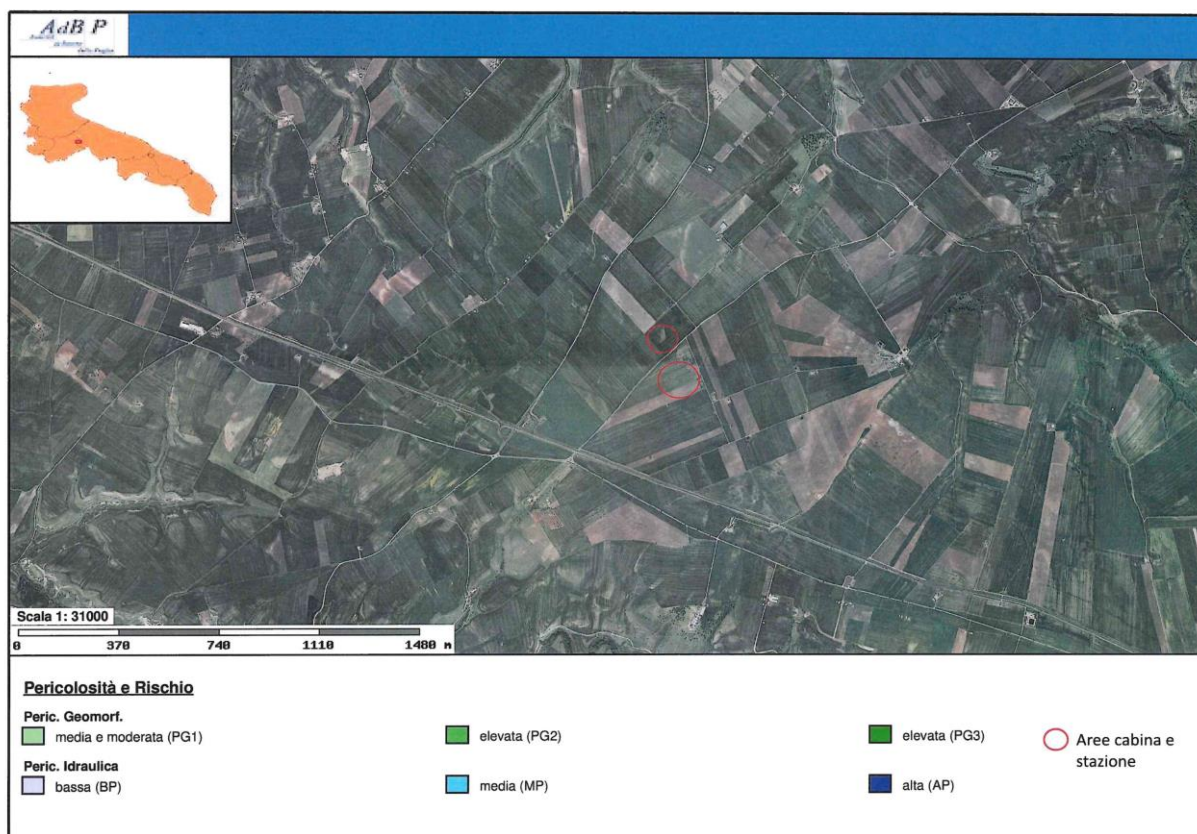 AdB P
Scala 1: 31000
0 370 740 1110 1480 m
Pericolosità e Rischio
Peric. Geomorf.
media e moderata (PG1)
elevata (PG2)
elevata (PG3)
Aree cabina e
stazione
Peric. Idraulica
bassa (BP)
media (MP)
alta (AP)